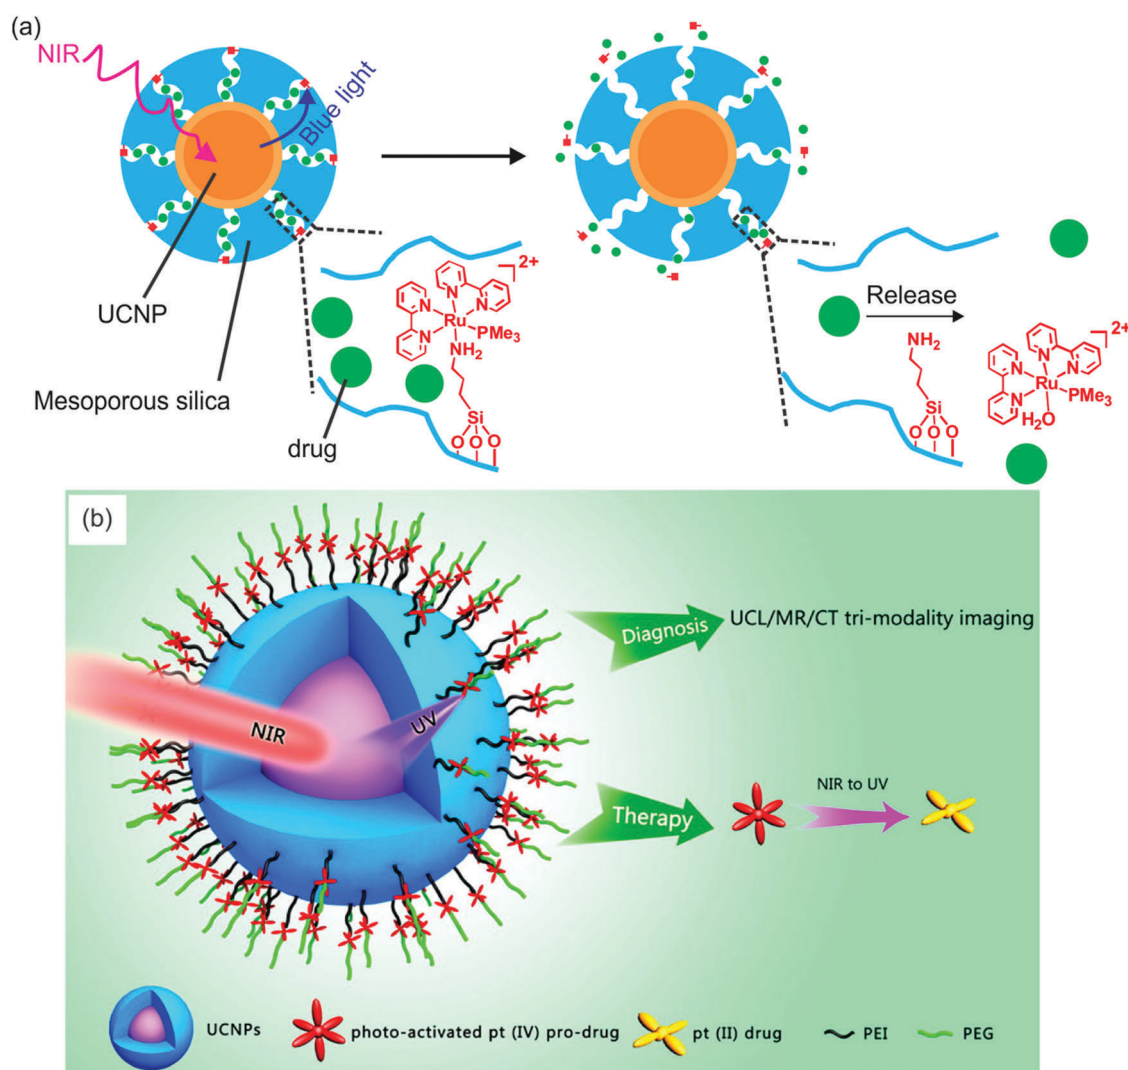 (a)
NIR
Blue light
UCNP
Mesoporous silica
drug
2+
N
N
N
N
Ru
PMe3
NH2
Si
O
O
O
Release
NH2
Si
O
O
O
2+
N
N
N
N
Ru
PMe3
H2O
(b)
NIR
UV
Diagnosis
UCL/MR/CT tri-modality imaging
Therapy
NIR to UV
UCNPs
photo-activated pt (IV) pro-drug
pt (II) drug
PEI
PEG